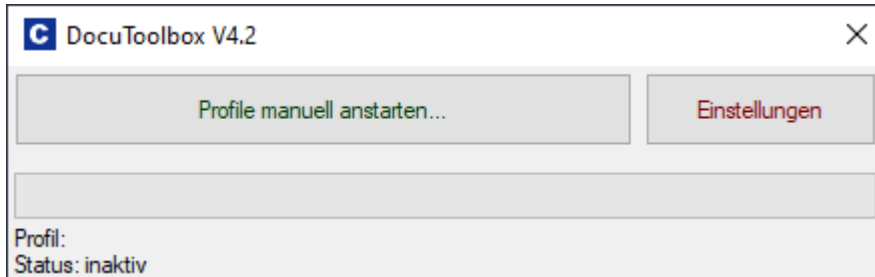 C DocuToolbox V4.2
Profile manuell anstarten...
Einstellungen
Profil:
Status: inaktiv